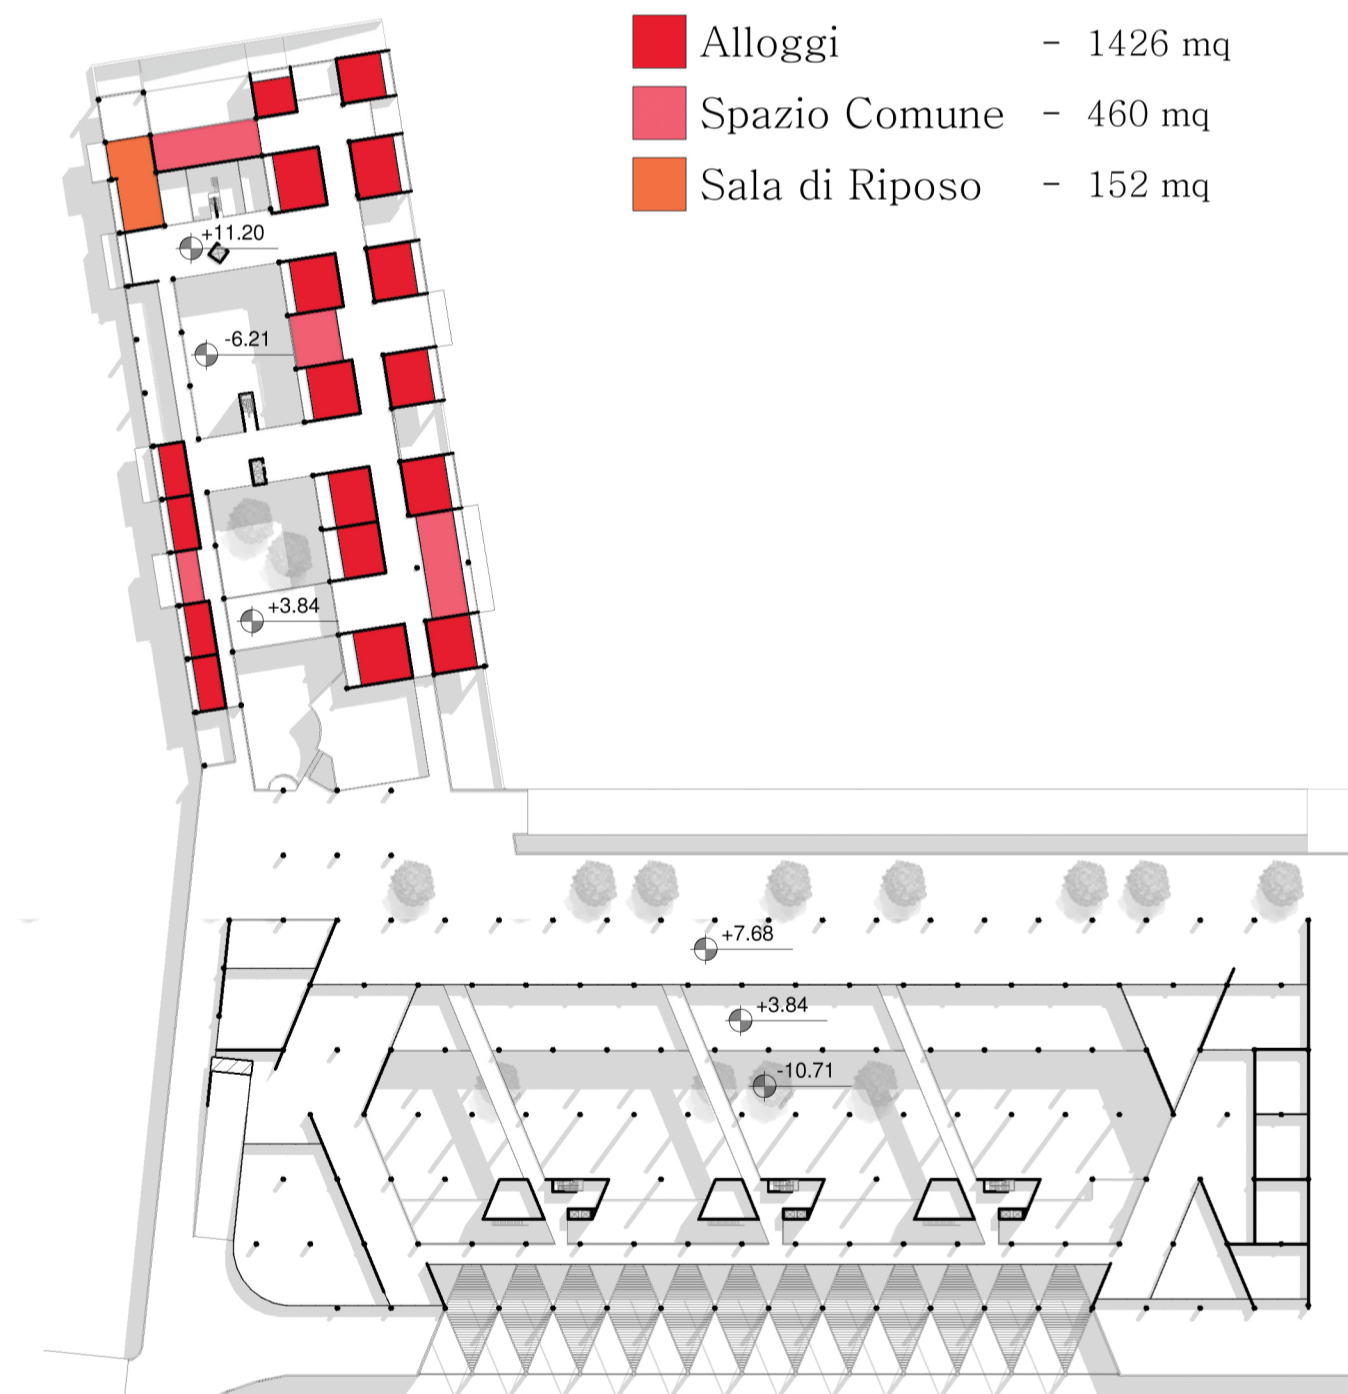 Alloggi - 1426 mq
Spazio Comune - 460 mq
Sala di Riposo - 152 mq
+11.20
-6.21
+3.84
+7.68
+3.84
-10.71